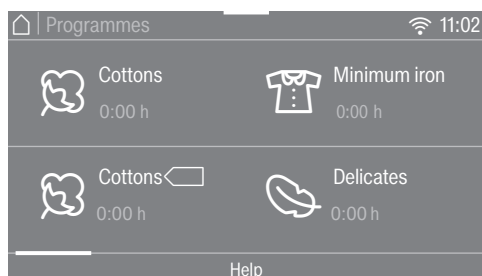 Programmes 11:02
Cottons Minimum iron
0:00 h 0:00 h
Cottons Delicates
0:00 h 0:00 h
Help